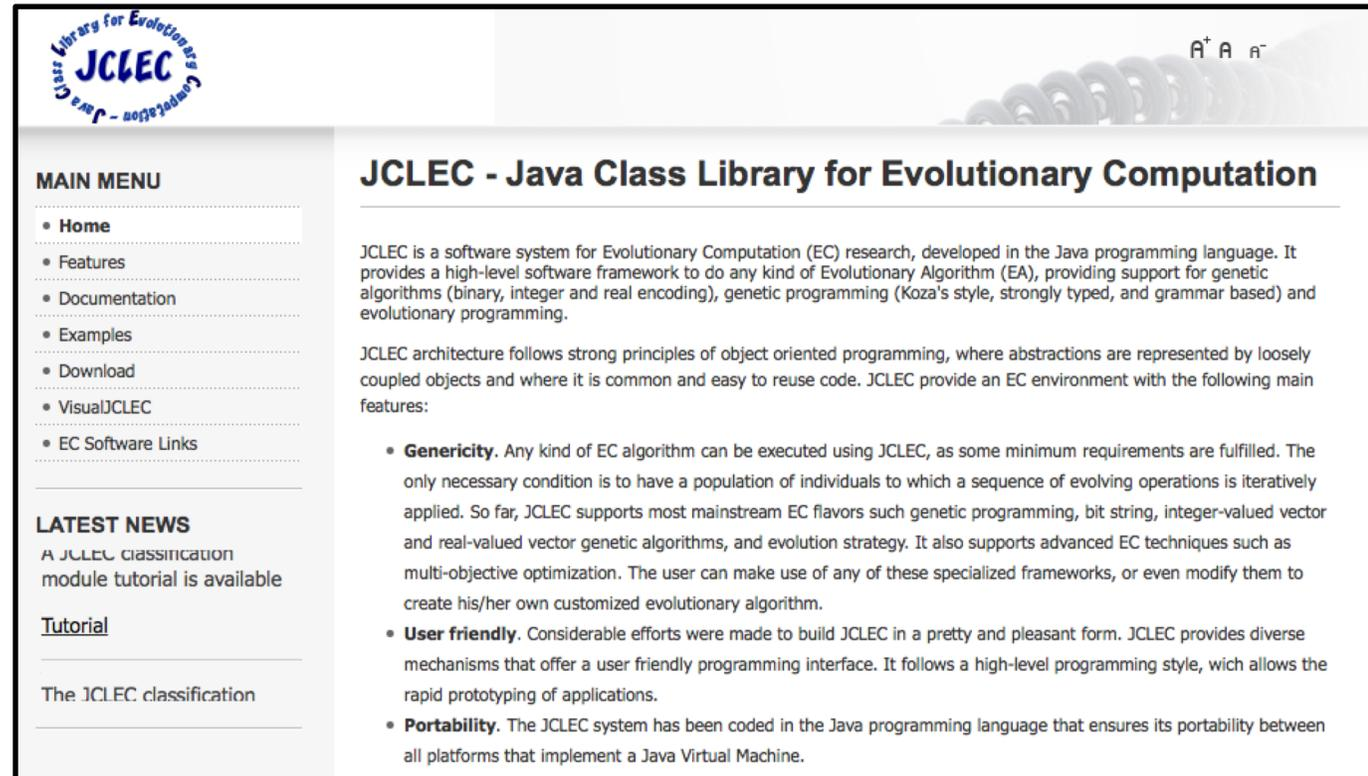 Java Class Library for Evolutionary Computation -
JCLEC
A+ A A-
MAIN MENU
Home
Features
Documentation
Examples
Download
VisualJCLEC
EC Software Links
LATEST NEWS
A JCLEC classification
module tutorial is available
Tutorial
The JCLEC classification
JCLEC - Java Class Library for Evolutionary Computation
JCLEC is a software system for Evolutionary Computation (EC) research, developed in the Java programming language. It
provides a high-level software framework to do any kind of Evolutionary Algorithm (EA), providing support for genetic
algorithms (binary, integer and real encoding), genetic programming (Koza's style, strongly typed, and grammar based) and
evolutionary programming.
JCLEC architecture follows strong principles of object oriented programming, where abstractions are represented by loosely
coupled objects and where it is common and easy to reuse code. JCLEC provide an EC environment with the following main
features:
• Genericity. Any kind of EC algorithm can be executed using JCLEC, as some minimum requirements are fulfilled. The
only necessary condition is to have a population of individuals to which a sequence of evolving operations is iteratively
applied. So far, JCLEC supports most mainstream EC flavors such genetic programming, bit string, integer-valued vector
and real-valued vector genetic algorithms, and evolution strategy. It also supports advanced EC techniques such as
multi-objective optimization. The user can make use of any of these specialized frameworks, or even modify them to
create his/her own customized evolutionary algorithm.
• User friendly. Considerable efforts were made to build JCLEC in a pretty and pleasant form. JCLEC provides diverse
mechanisms that offer a user friendly programming interface. It follows a high-level programming style, wich allows the
rapid prototyping of applications.
• Portability. The JCLEC system has been coded in the Java programming language that ensures its portability between
all platforms that implement a Java Virtual Machine.